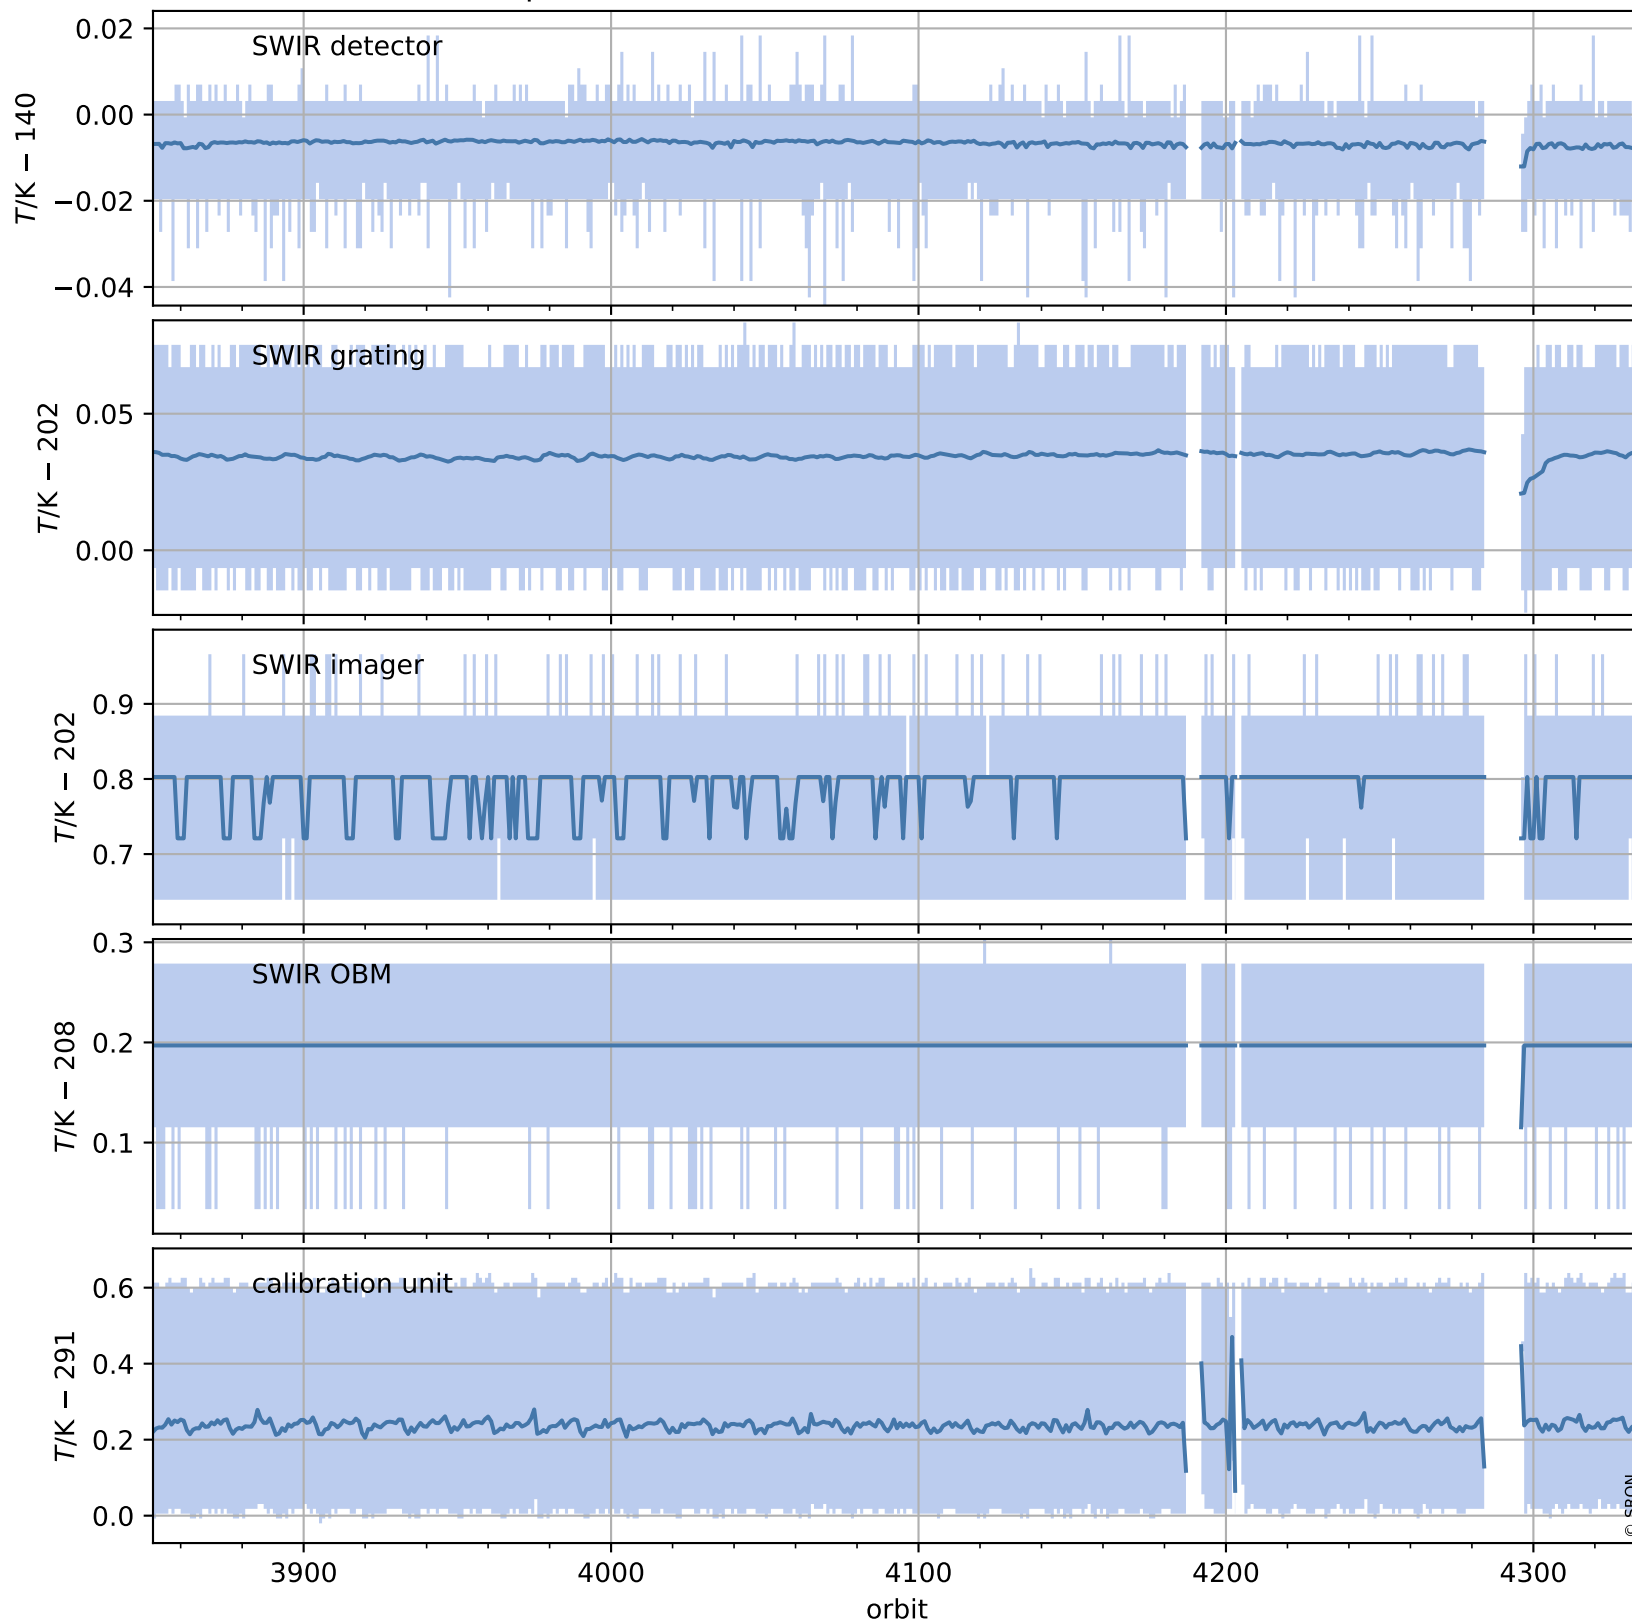 0.02
0.00
−0.02
−0.04
T/K − 140
SWIR detector
0.05
0.00
T/K − 202
SWIR grating
0.9
0.8
0.7
T/K − 202
SWIR imager
0.3
0.2
0.1
T/K − 208
SWIR OBM
0.6
0.4
0.2
0.0
T/K − 291
calibration unit
© SRON
3900 4000 4100 4200 4300
orbit